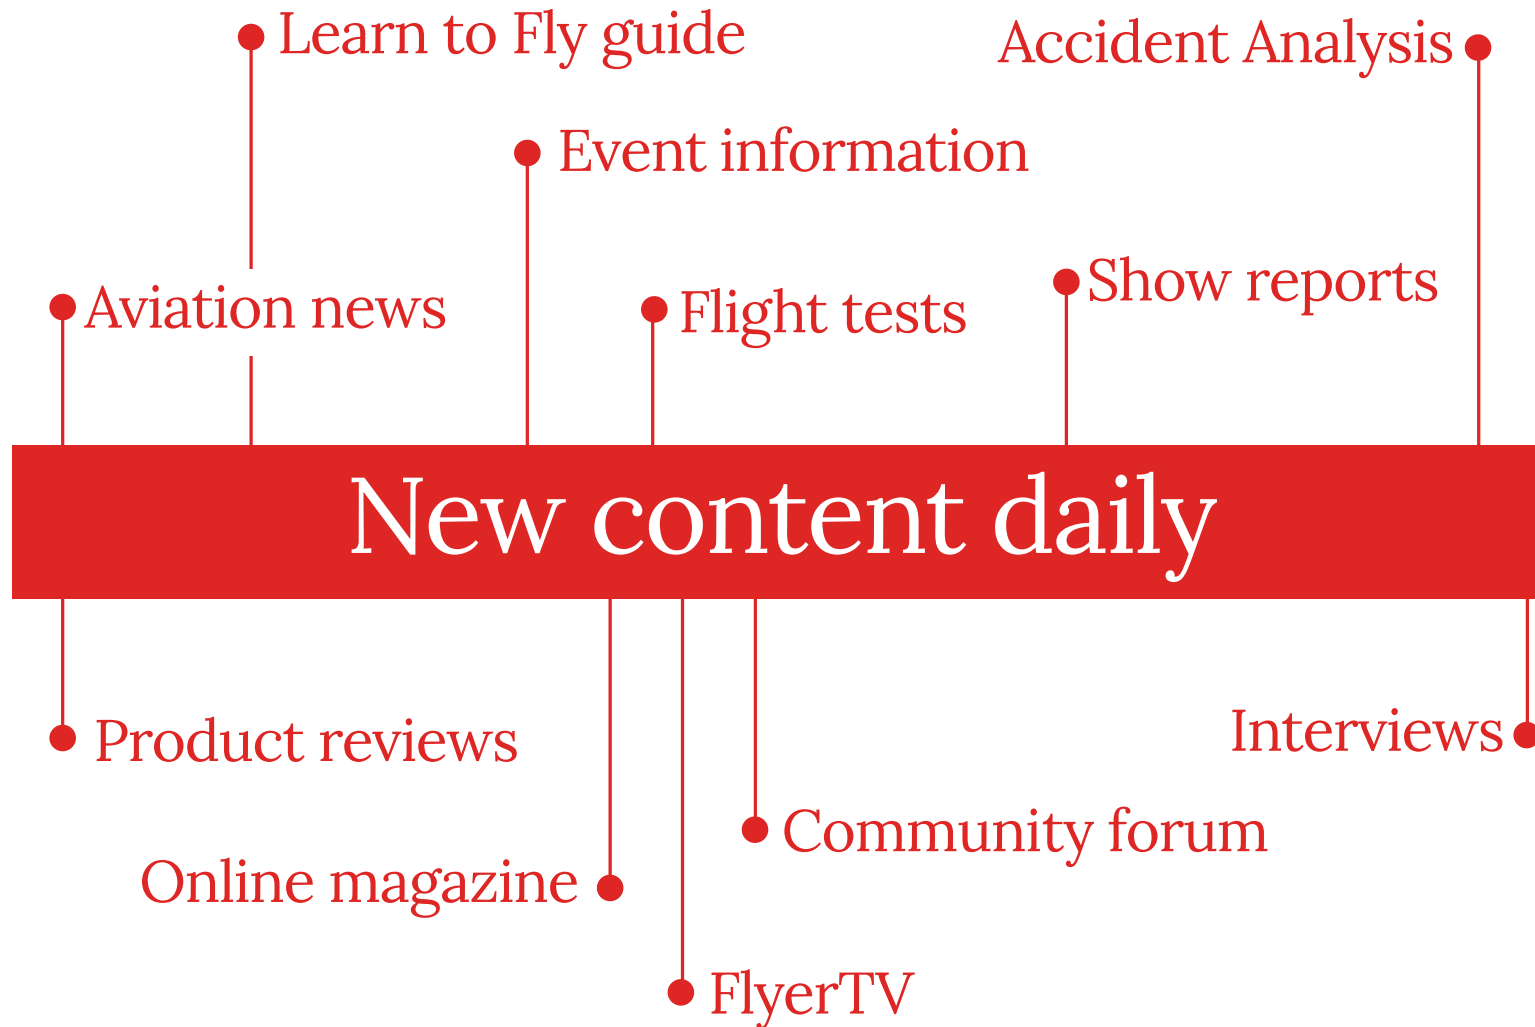 Learn to Fly guide
Accident Analysis
Event information
Show reports
Aviation news
Flight tests
New content daily
Product reviews
Interviews
Community forum
Online magazine
FlyerTV